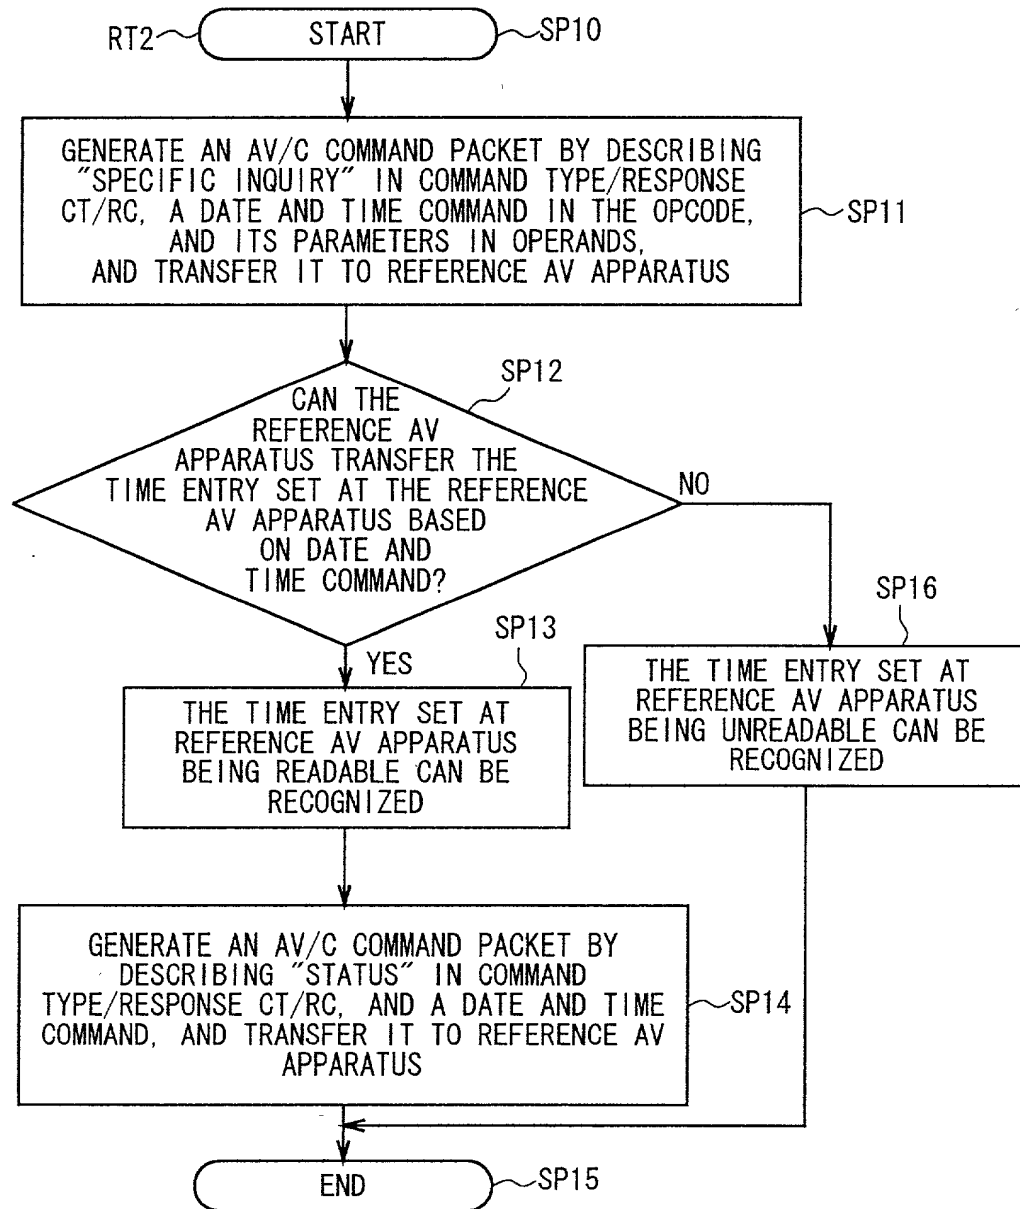 RT2
START
SP10
GENERATE AN AV/C COMMAND PACKET BY DESCRIBING
"SPECIFIC INQUIRY" IN COMMAND TYPE/RESPONSE
CT/RC, A DATE AND TIME COMMAND IN THE OPCODE,
AND ITS PARAMETERS IN OPERANDS,
AND TRANSFER IT TO REFERENCE AV APPARATUS
SP11
SP12
CAN THE
REFERENCE AV
APPARATUS TRANSFER THE
TIME ENTRY SET AT THE REFERENCE
AV APPARATUS BASED
ON DATE AND
TIME COMMAND?
NO
YES
SP13
THE TIME ENTRY SET AT
REFERENCE AV APPARATUS
BEING READABLE CAN BE
RECOGNIZED
SP16
THE TIME ENTRY SET AT
REFERENCE AV APPARATUS
BEING UNREADABLE CAN BE
RECOGNIZED
GENERATE AN AV/C COMMAND PACKET BY
DESCRIBING "STATUS" IN COMMAND
TYPE/RESPONSE CT/RC, AND A DATE AND TIME
COMMAND, AND TRANSFER IT TO REFERENCE AV
APPARATUS
SP14
END
SP15